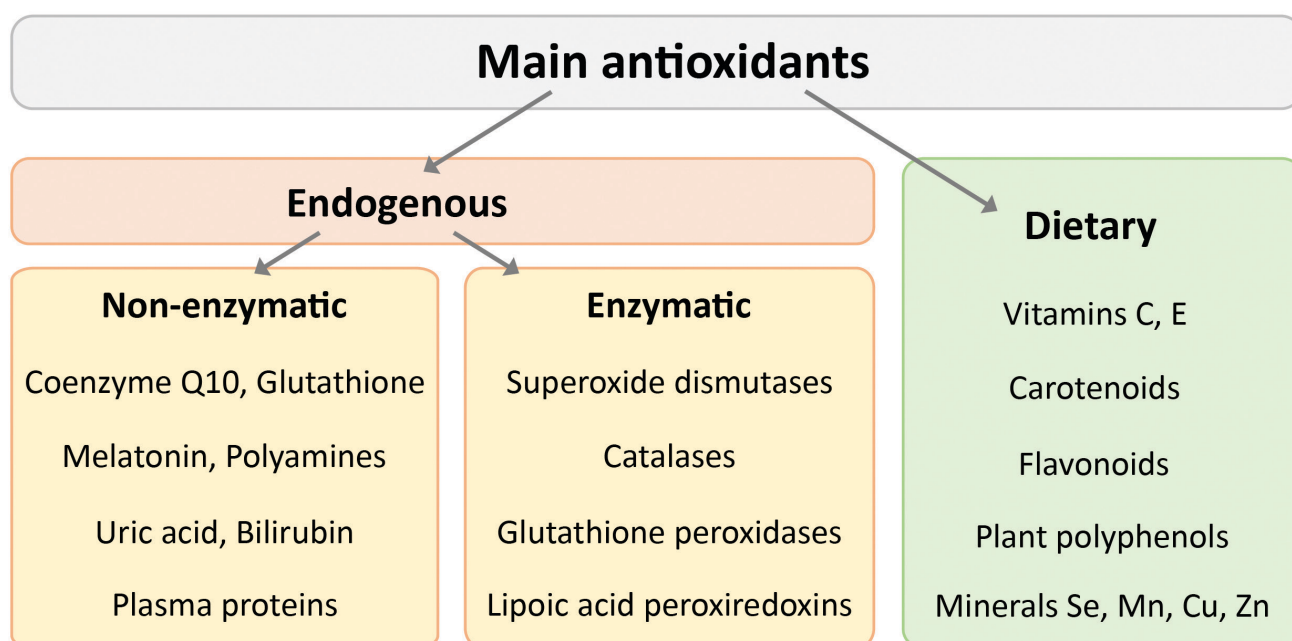 Main antioxidants
Endogenous
Non-enzymatic
Coenzyme Q10, Glutathione
Melatonin, Polyamines
Uric acid, Bilirubin
Plasma proteins
Enzymatic
Superoxide dismutases
Catalases
Glutathione peroxidases
Lipoic acid peroxiredoxins
Dietary
Vitamins C, E
Carotenoids
Flavonoids
Plant polyphenols
Minerals Se, Mn, Cu, Zn